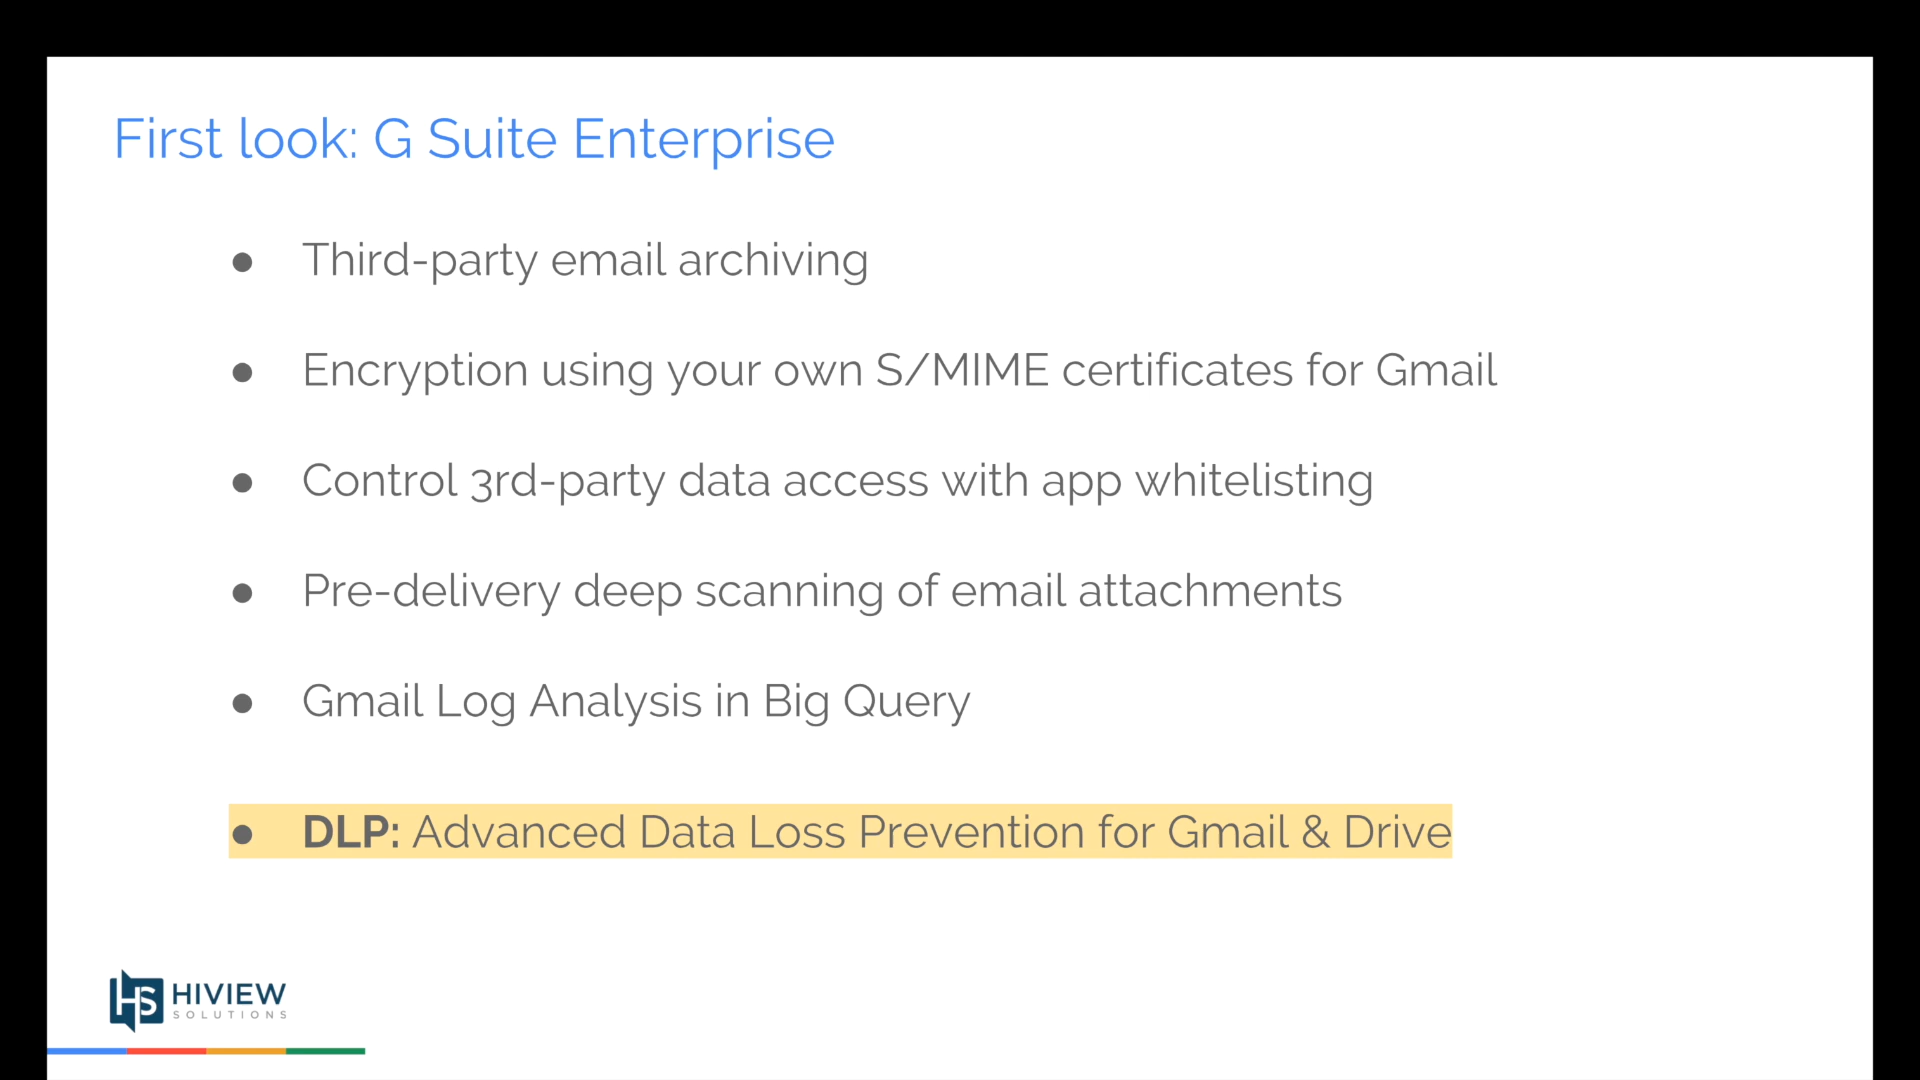 First look: G Suite Enterprise
● Third-party email archiving
● Encryption using your own S/MIME certificates for Gmail
● Control 3rd-party data access with app whitelisting
● Pre-delivery deep scanning of email attachments
● Gmail Log Analysis in Big Query
● DLP: Advanced Data Loss Prevention for Gmail & Drive
HS HIVIEW
SOLUTIONS